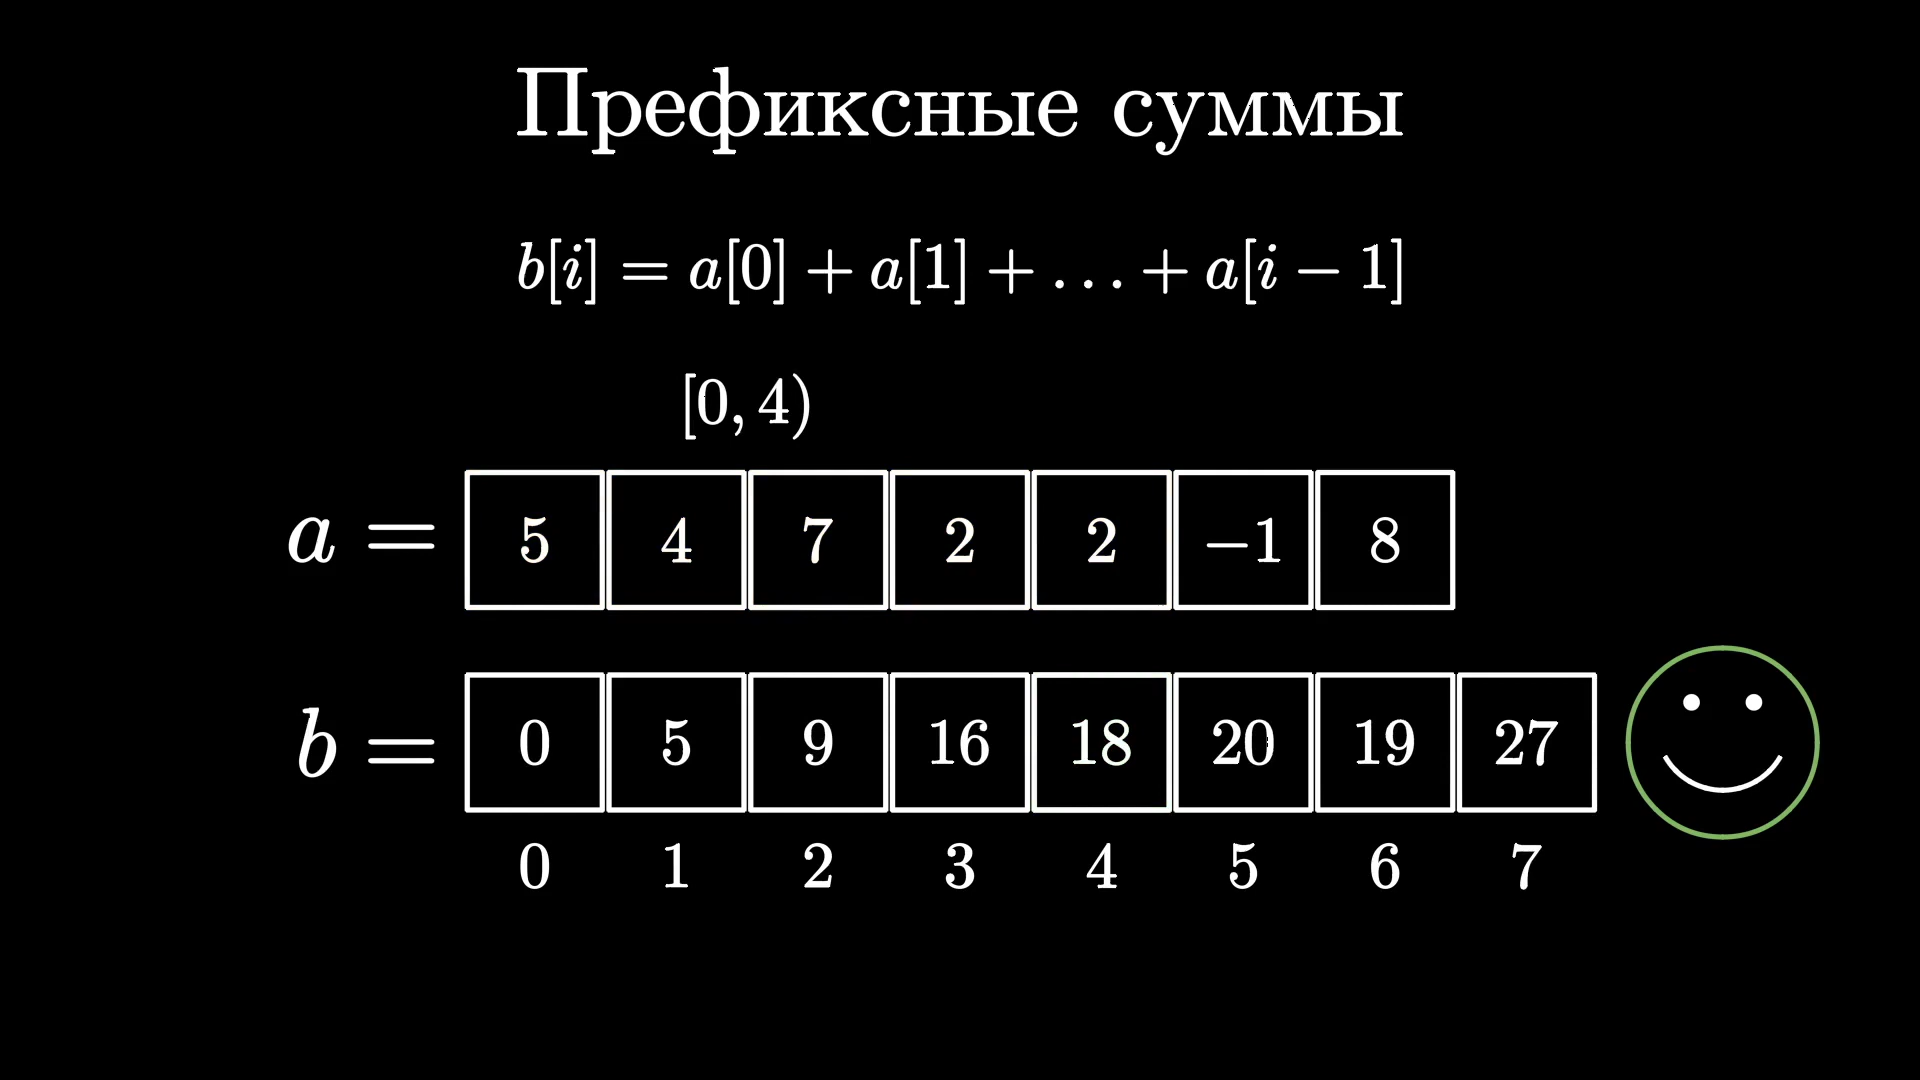 Префиксные суммы
b[i] = a[0] + a[1] + ... + a[i − 1]
[0, 4)
a = 5 4 7 2 2 −1 8
b = 0 5 9 16 18 20 19 27
0 1 2 3 4 5 6 7